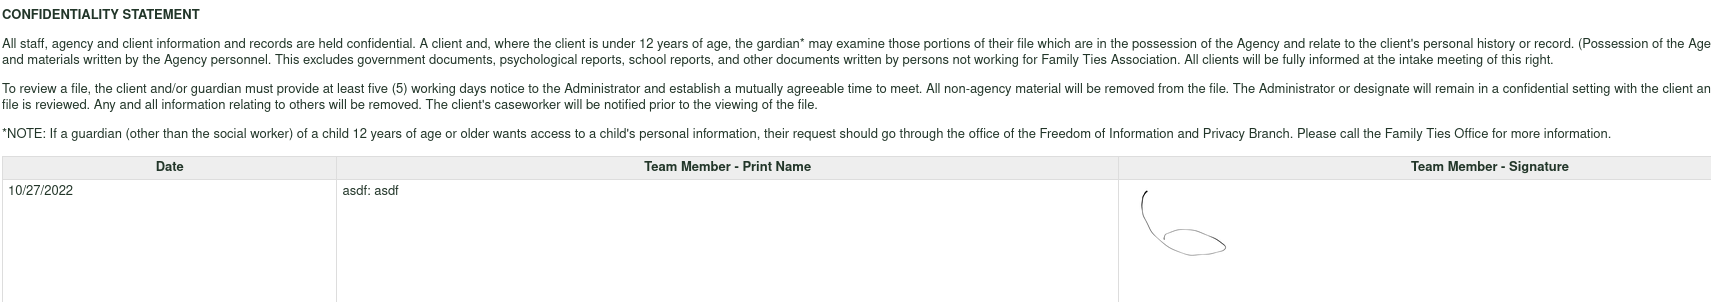 CONFIDENTIALITY STATEMENT
All staff, agency and client information and records are held confidential. A client and, where the client is under 12 years of age, the gardian* may examine those portions of their file which are in the possession of the Agency and relate to the client's personal history or record. (Possession of the Age
and materials written by the Agency personnel. This excludes government documents, psychological reports, school reports, and other documents written by persons not working for Family Ties Association. All clients will be fully informed at the intake meeting of this right.
To review a file, the client and/or guardian must provide at least five (5) working days notice to the Administrator and establish a mutually agreeable time to meet. All non-agency material will be removed from the file. The Administrator or designate will remain in a confidential setting with the client an
file is reviewed. Any and all information relating to others will be removed. The client's caseworker will be notified prior to the viewing of the file.
*NOTE: If a guardian (other than the social worker) of a child 12 years of age or older wants access to a child's personal information, their request should go through the office of the Freedom of Information and Privacy Branch. Please call the Family Ties Office for more information.
Date Team Member - Print Name Team Member - Signature
10/27/2022 asdf: asdf